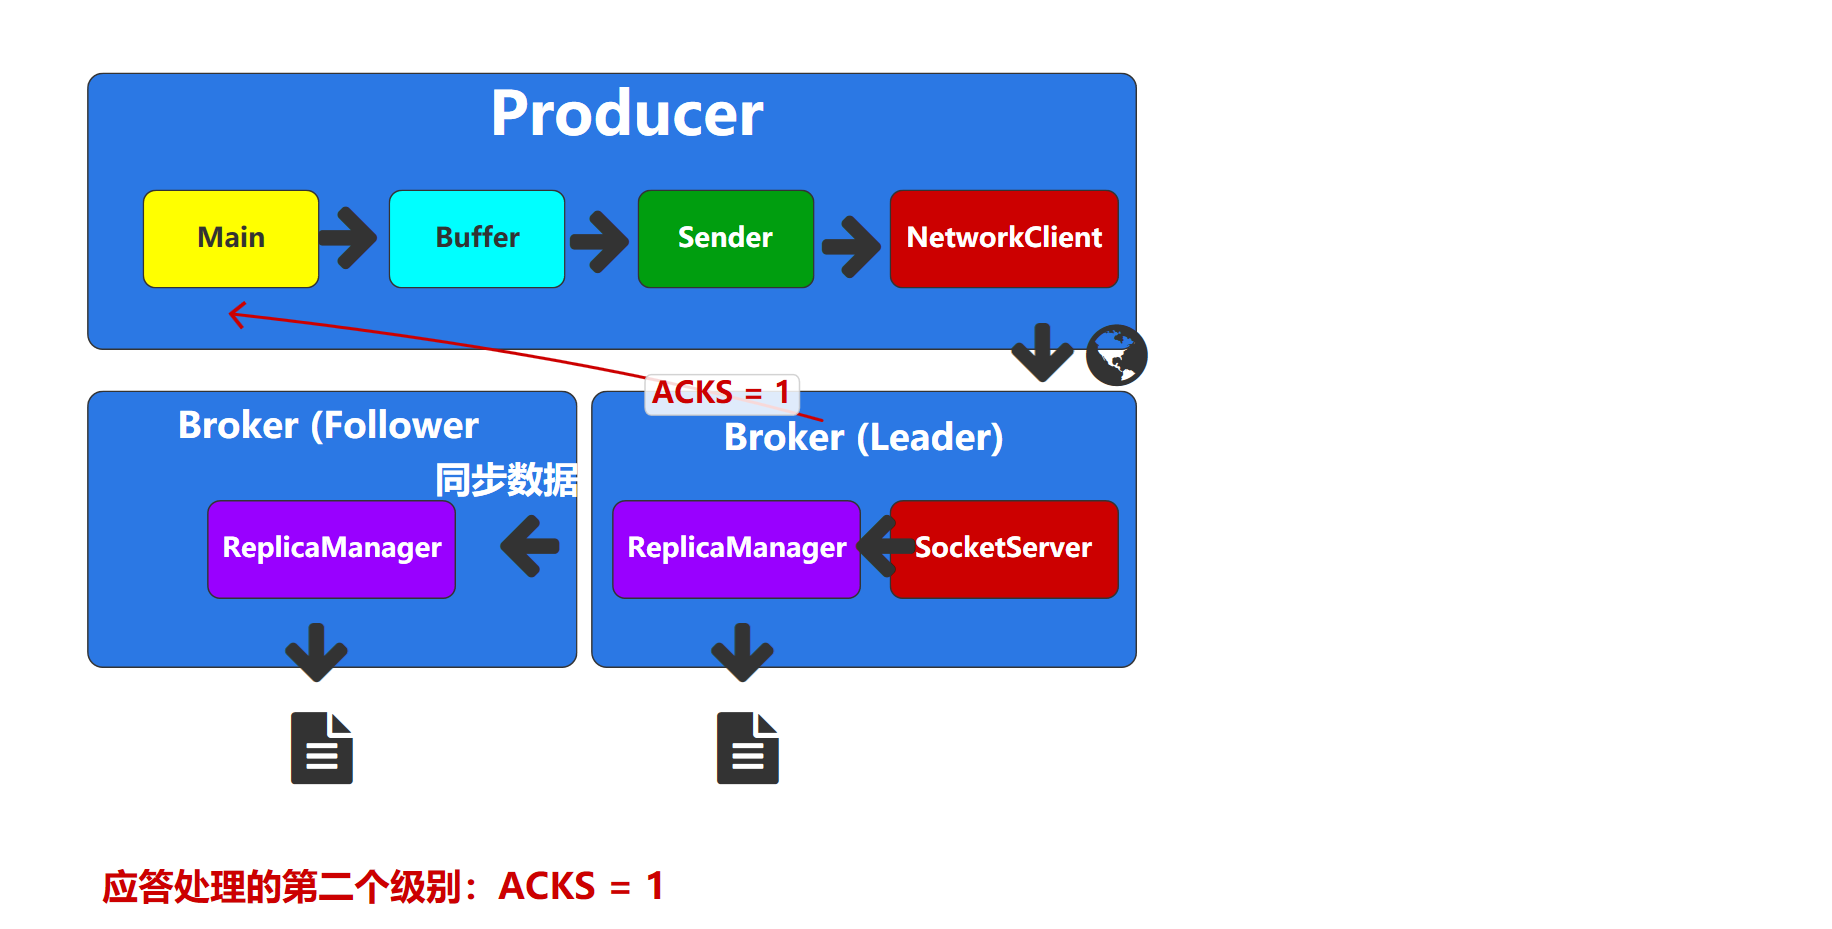 Producer
Main
Buffer
Sender
NetworkClient
ACKS = 1
Broker (Follower
同步数据
ReplicaManager
Broker (Leader)
ReplicaManager
SocketServer
应答处理的第二个级别：ACKS = 1